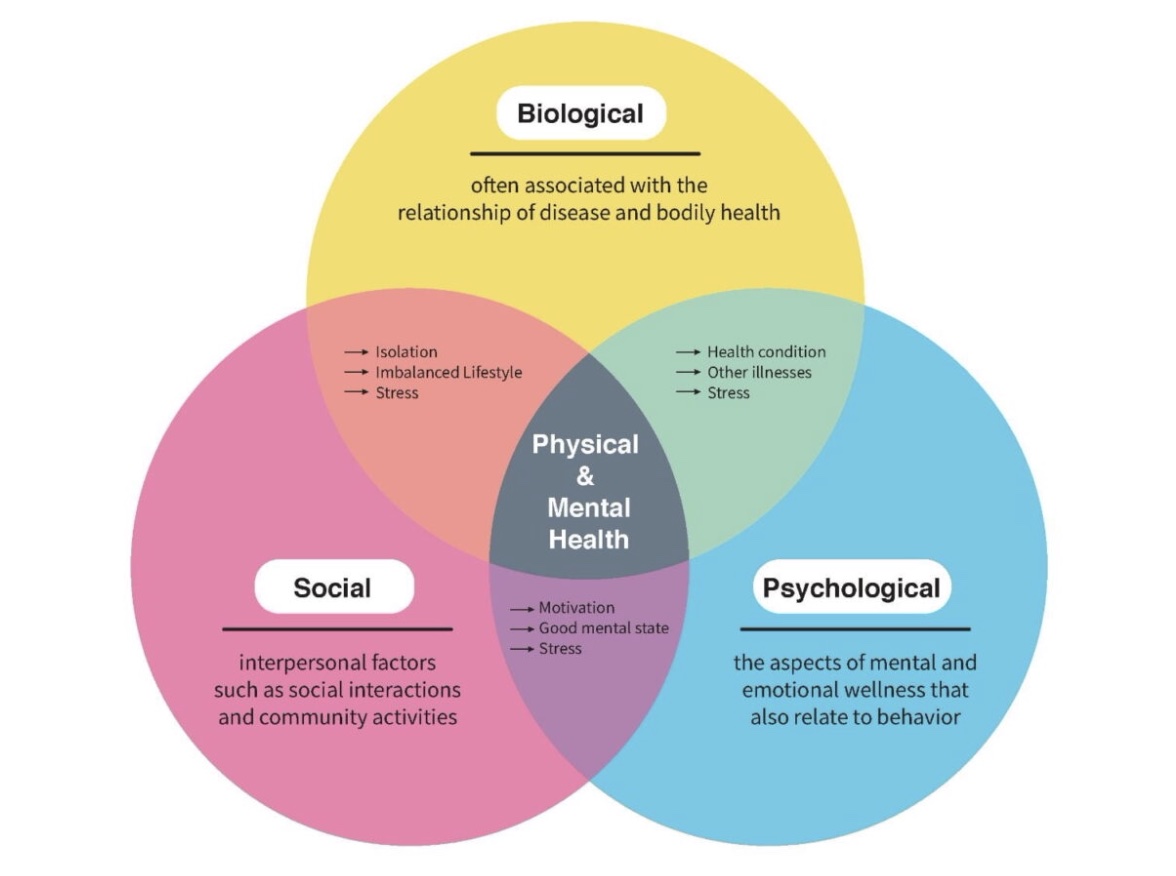 Biological
often associated with the
relationship of disease and bodily health
Isolation
Imbalanced Lifestyle
Stress
Health condition
Other illnesses
Stress
Physical
&
Mental
Health
Social
interpersonal factors
such as social interactions
and community activities
Motivation
Good mental state
Stress
Psychological
the aspects of mental and
emotional wellness that
also relate to behavior